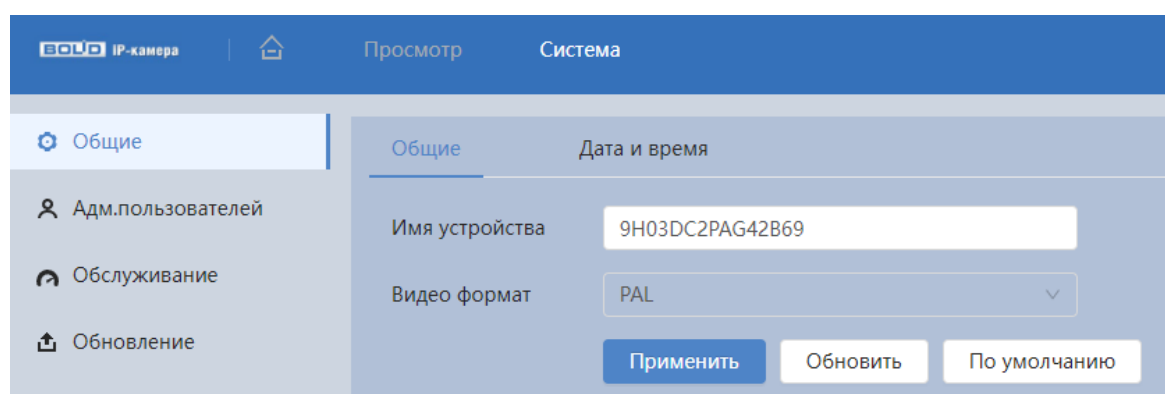 BOLID IP-камера Просмотр Система
Общие
Адм.пользователей
Обслуживание
Обновление
Общие Дата и время
Имя устройства 9H03DC2PAG42B69
Видео формат PAL
Применить Обновить По умолчанию